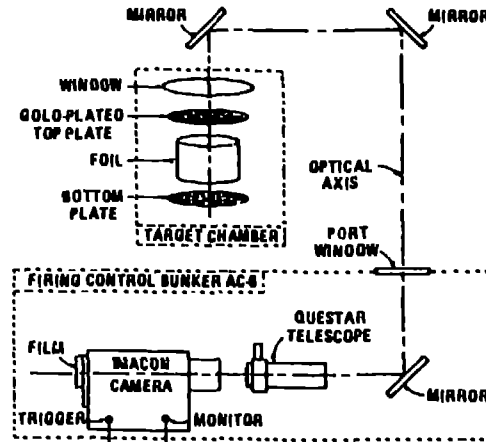 MIRROR
MIRROR
WINDOW
GOLD-PLATED
TOP PLATE
FOIL
BOTTOM
PLATE
TARGET CHAMBER
OPTICAL
AXIS
PORT
WINDOW
FIRING CONTROL BUNKER AC-6
QUESTAR
TELESCOPE
FILM
IMACON
CAMERA
MIRROR
TRIGGER
MONITOR